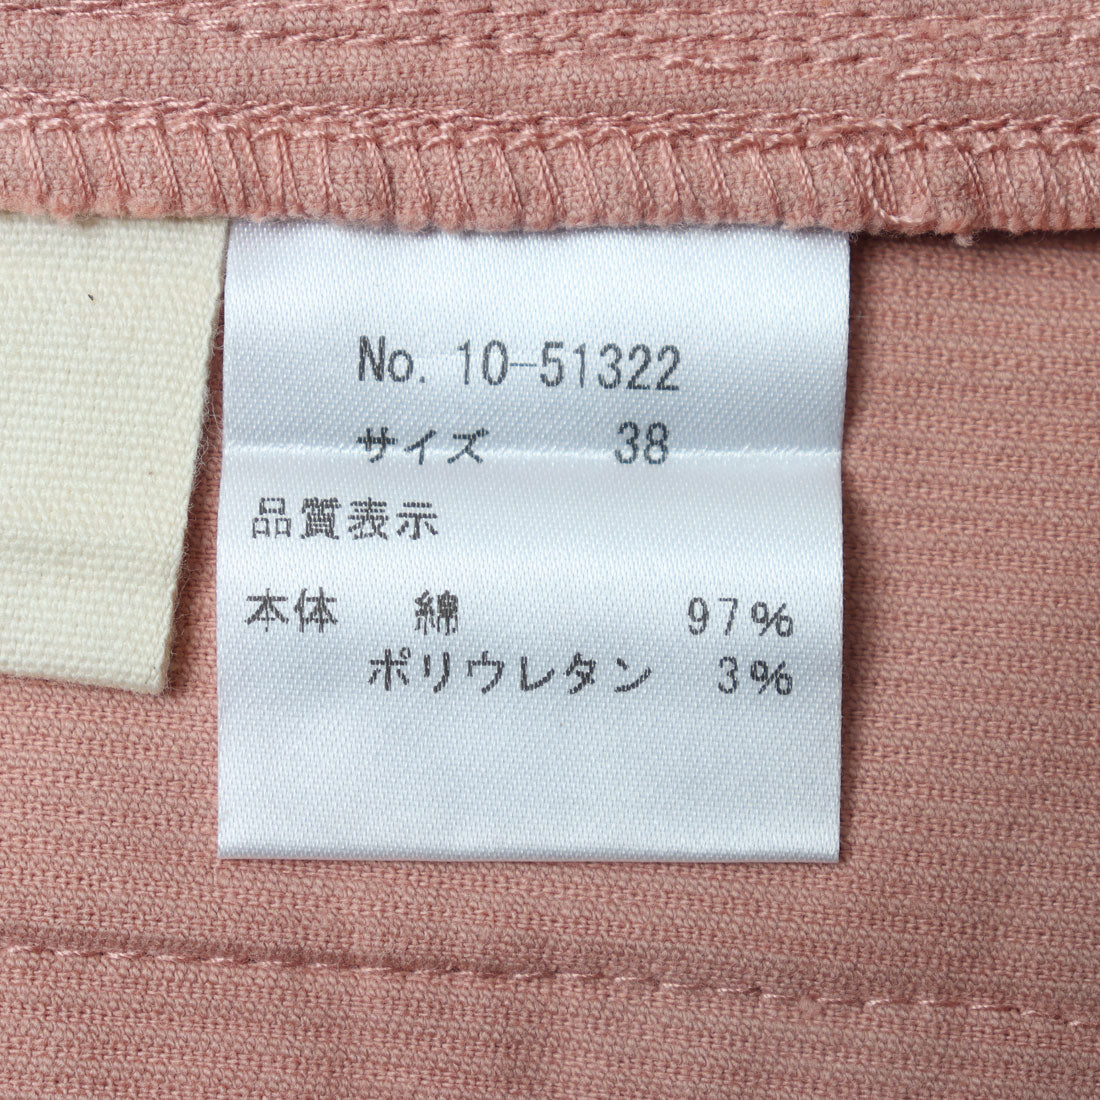 No. 10-51322
サイズ 38
品質表示
本体 綿 97%
ポリウレタン 3%